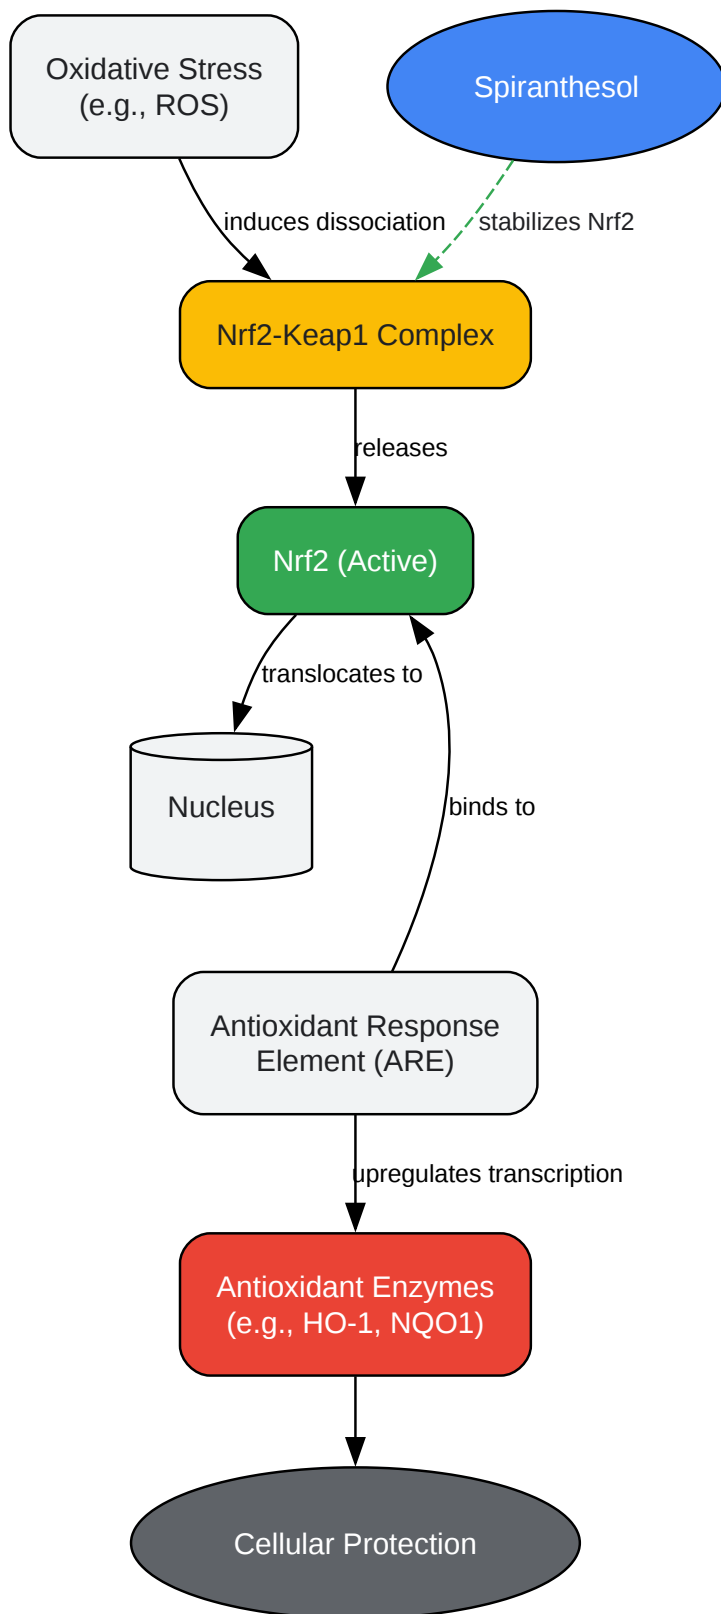 Oxidative Stress
(e.g., ROS)
Spiranthesol
induces dissociation
stabilizes Nrf2
Nrf2-Keap1 Complex
releases
Nrf2 (Active)
translocates to
Nucleus
binds to
Antioxidant Response
Element (ARE)
upregulates transcription
Antioxidant Enzymes
(e.g., HO-1, NQO1)
Cellular Protection